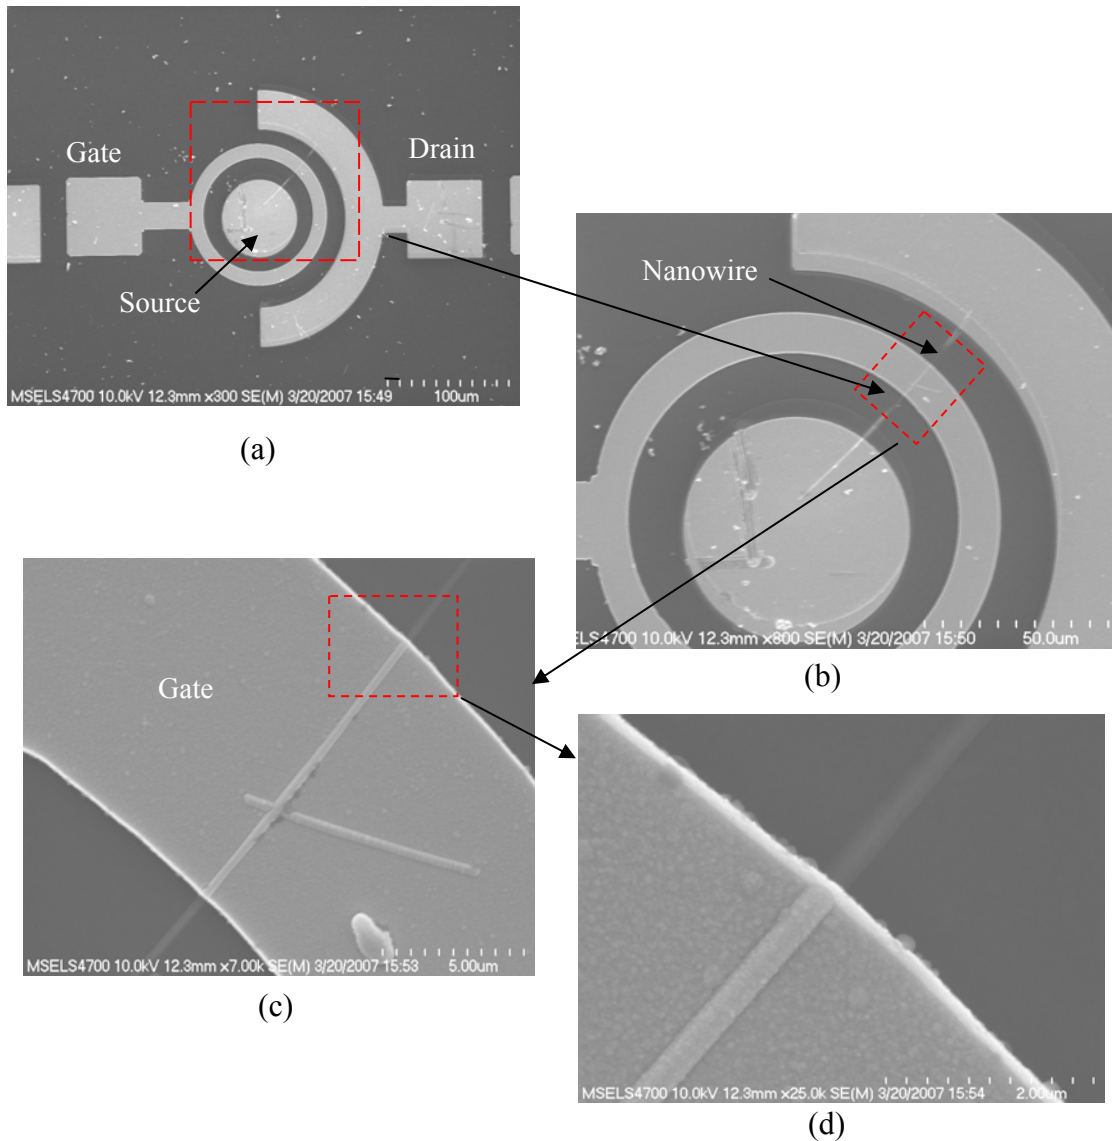 Gate
Drain
Source
MSELS4700 10.0kV 12.3mm x300 SE(M) 3/20/2007 15:49
100um
(a)
Nanowire
ELS4700 10.0kV 12.3mm x800 SE(M) 3/20/2007 15:50
50.0um
(b)
Gate
MSELS4700 10.0kV 12.3mm x7.00k SE(M) 3/20/2007 15:53
5.00um
(c)
MSELS4700 10.0kV 12.3mm x25.0k SE(M) 3/20/2007 15:54
2.00um
(d)